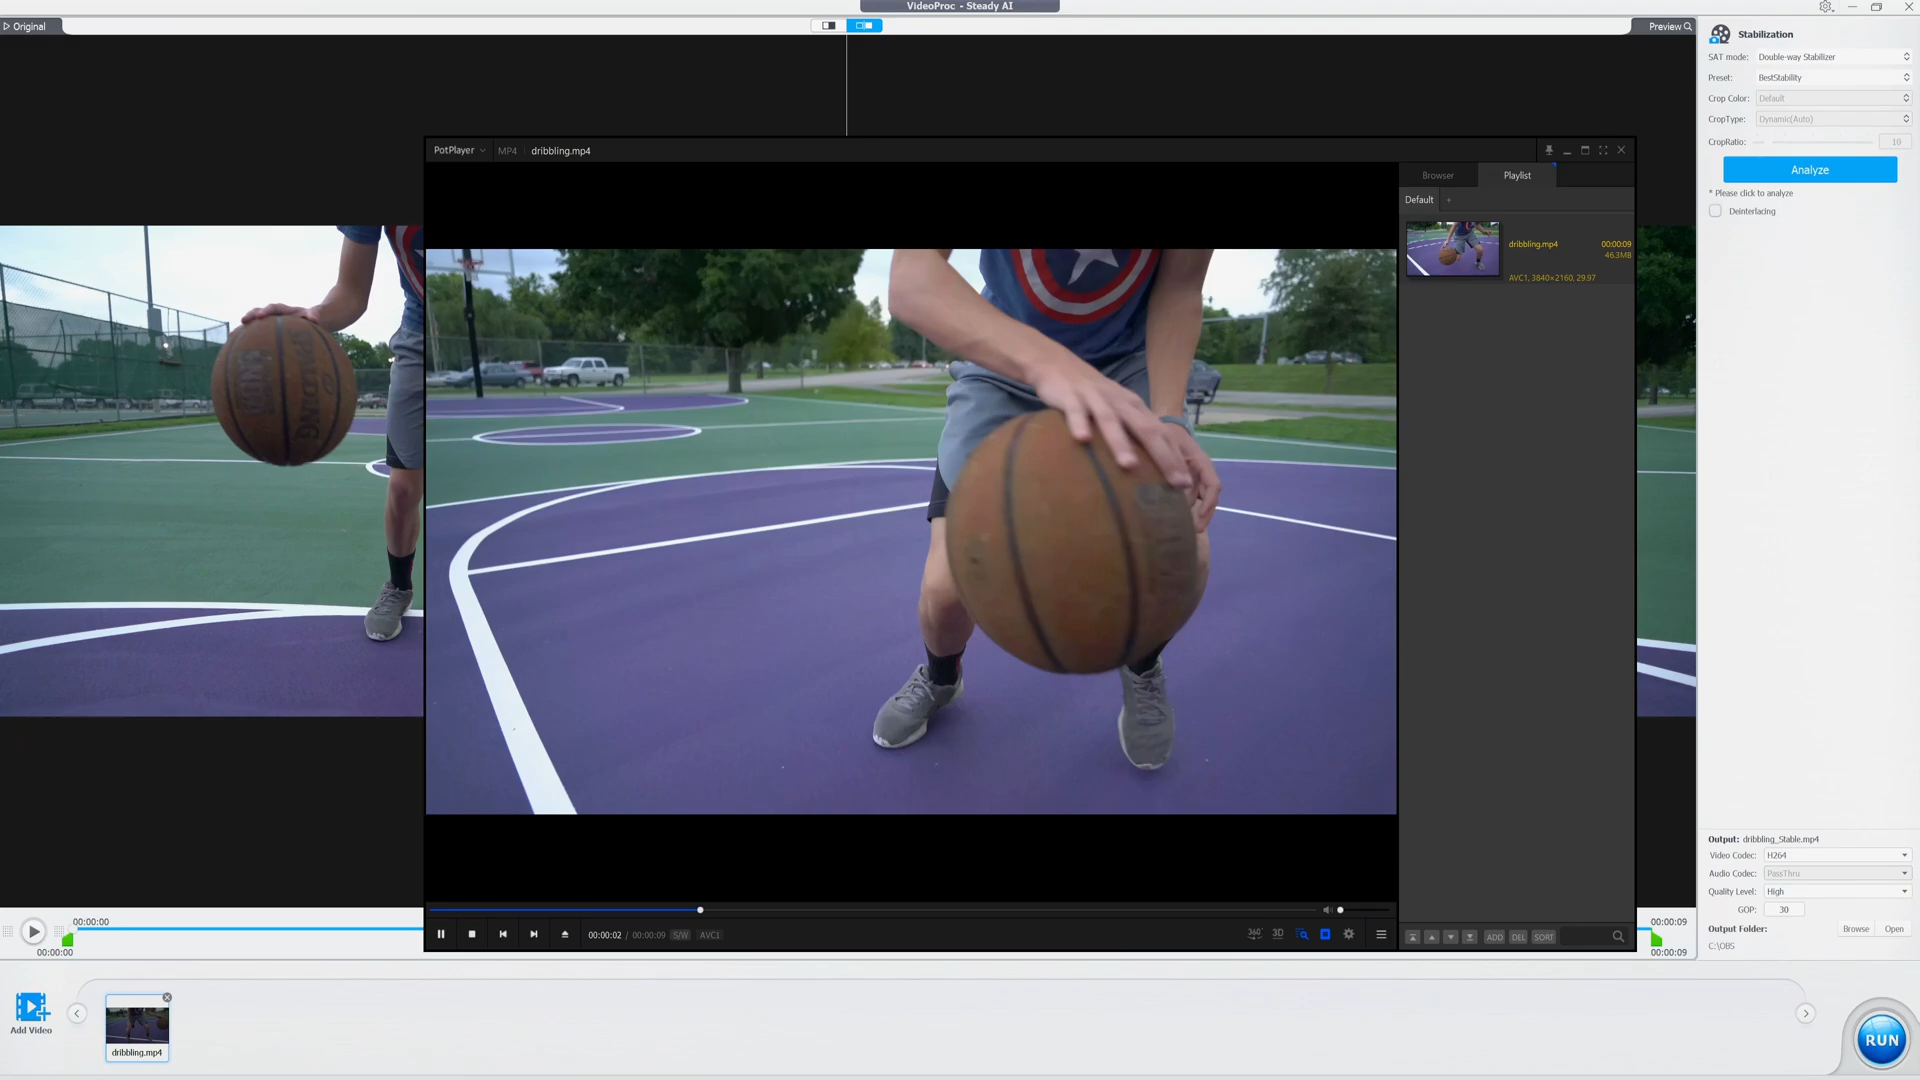 VideoProc - Steady AI
Original
Preview
Stabilization
SAT mode: Double-way Stabilizer
Preset: BestStability
Crop Color: Default
CropType: Dynamic(Auto)
CropRatio: 10
Analyze
* Please click to analyze
Deinterlacing
PotPlayer MP4 dribbling.mp4
Browser Playlist
Default +
dribbling.mp4 00:00:09
46.3MB
AVC1, 3840×2160, 29.97
SPALDING
00:00:02 / 00:00:09 S/W AVC1
360° 3D
ADD DEL SORT
00:00:00
00:00:00
00:00:09
00:00:09
Output: dribbling_Stable.mp4
Video Codec: H264
Audio Codec: PassThru
Quality Level: High
GOP: 30
Output Folder: Browse Open
C:\OBS
Add Video
dribbling.mp4
RUN